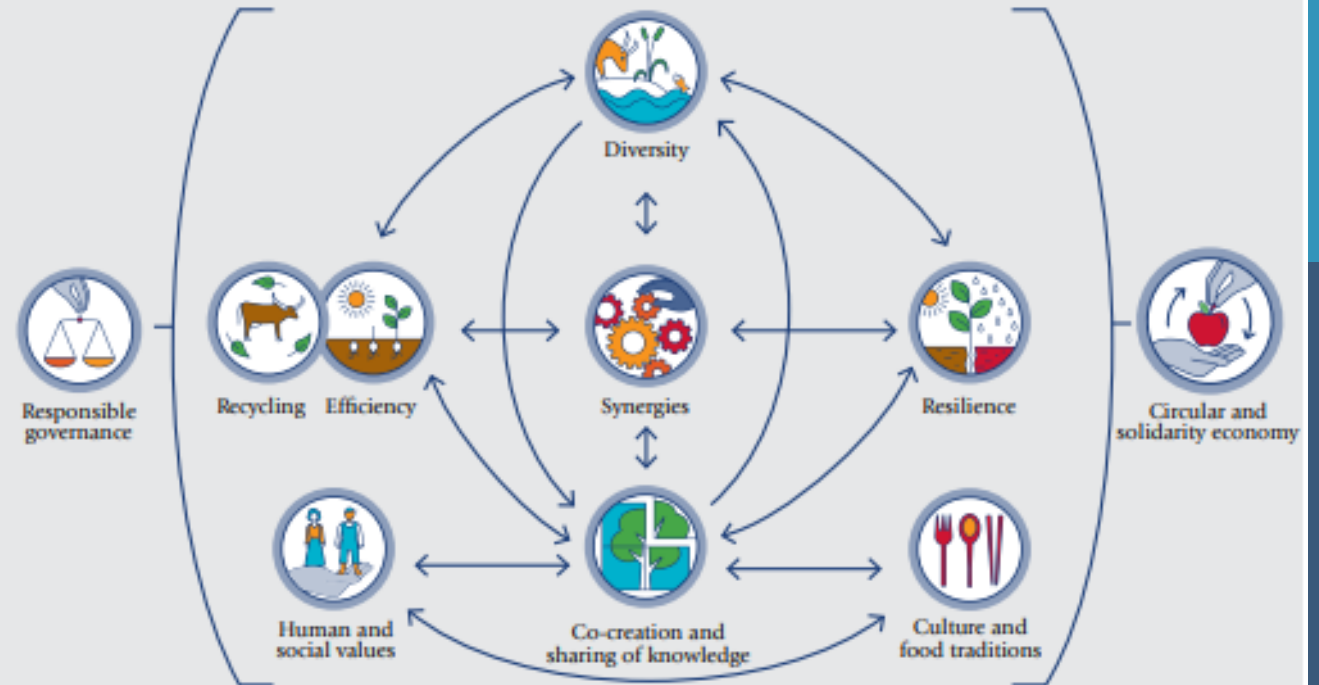 Diversity
Responsible
governance
Recycling
Efficiency
Synergies
Resilience
Circular and
solidarity economy
Human and
social values
Co-creation and
sharing of knowledge
Culture and
food traditions